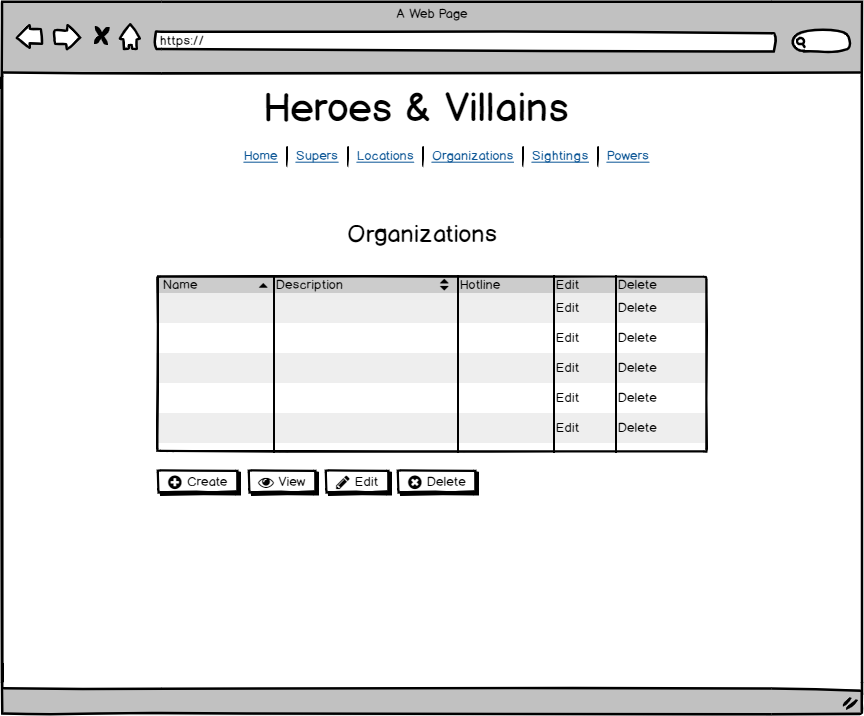 A Web Page
https://
Heroes & Villains
Home Supers Locations Organizations Sightings Powers
Organizations
Name Description Hotline Edit Delete
Edit Delete
Edit Delete
Edit Delete
Edit Delete
Edit Delete
Create View Edit Delete